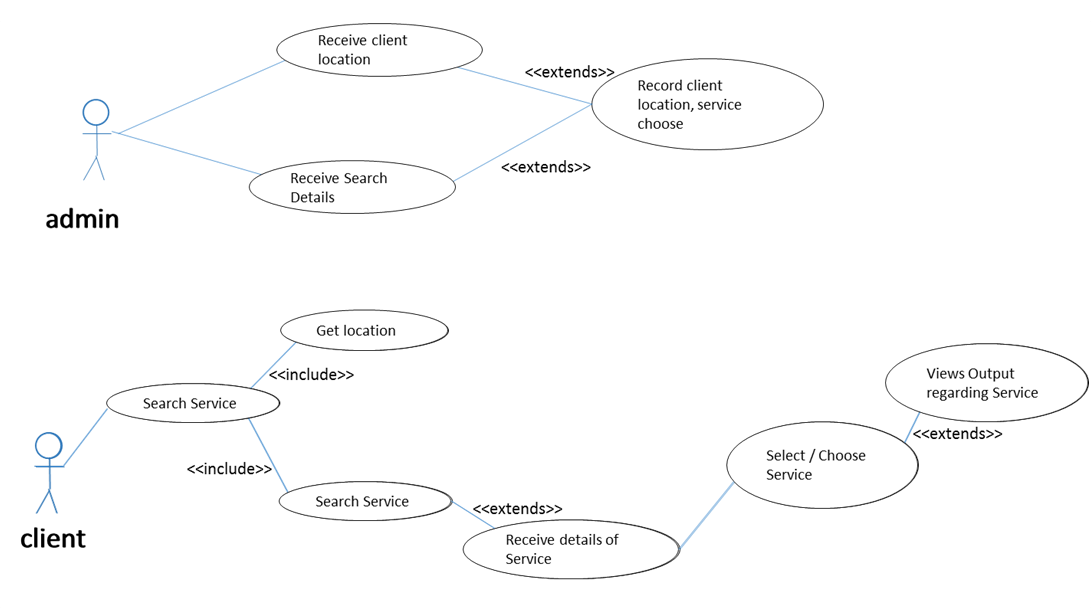 Receive client
location
<<extends>>
Record client
location, service
choose
<<extends>>
Receive Search
Details
admin
Get location
<<include>>
Search Service
<<include>>
Search Service
client
<<extends>>
Receive details of
Service
Select / Choose
Service
<<extends>>
Views Output
regarding Service